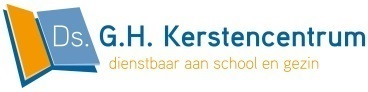 Ds. G.H. Kerstencentrum
dienstbaar aan school en gezin